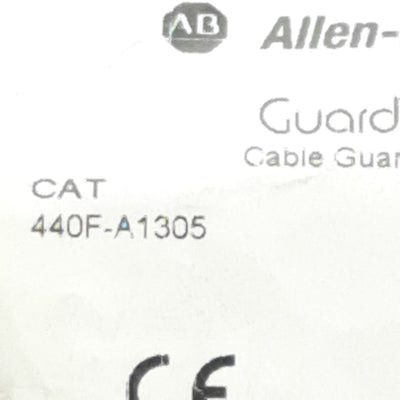 AB Allen-
Guard
Cable Guar
CAT
440F-A1305
CE